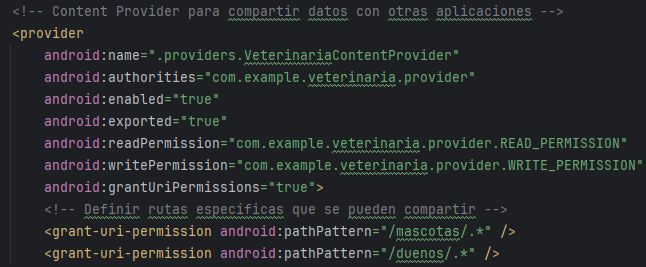 <!-- Content Provider para compartir datos con otras aplicaciones -->
<provider
android:name=".providers.VeterinariaContentProvider"
android:authorities="com.example.veterinaria.provider"
android:enabled="true"
android:exported="true"
android:readPermission="com.example.veterinaria.provider.READ_PERMISSION"
android:writePermission="com.example.veterinaria.provider.WRITE_PERMISSION"
android:grantUriPermissions="true">
<!-- Definir rutas específicas que se pueden compartir -->
<grant-uri-permission android:pathPattern="/mascotas/.*" />
<grant-uri-permission android:pathPattern="/duenos/.*" />